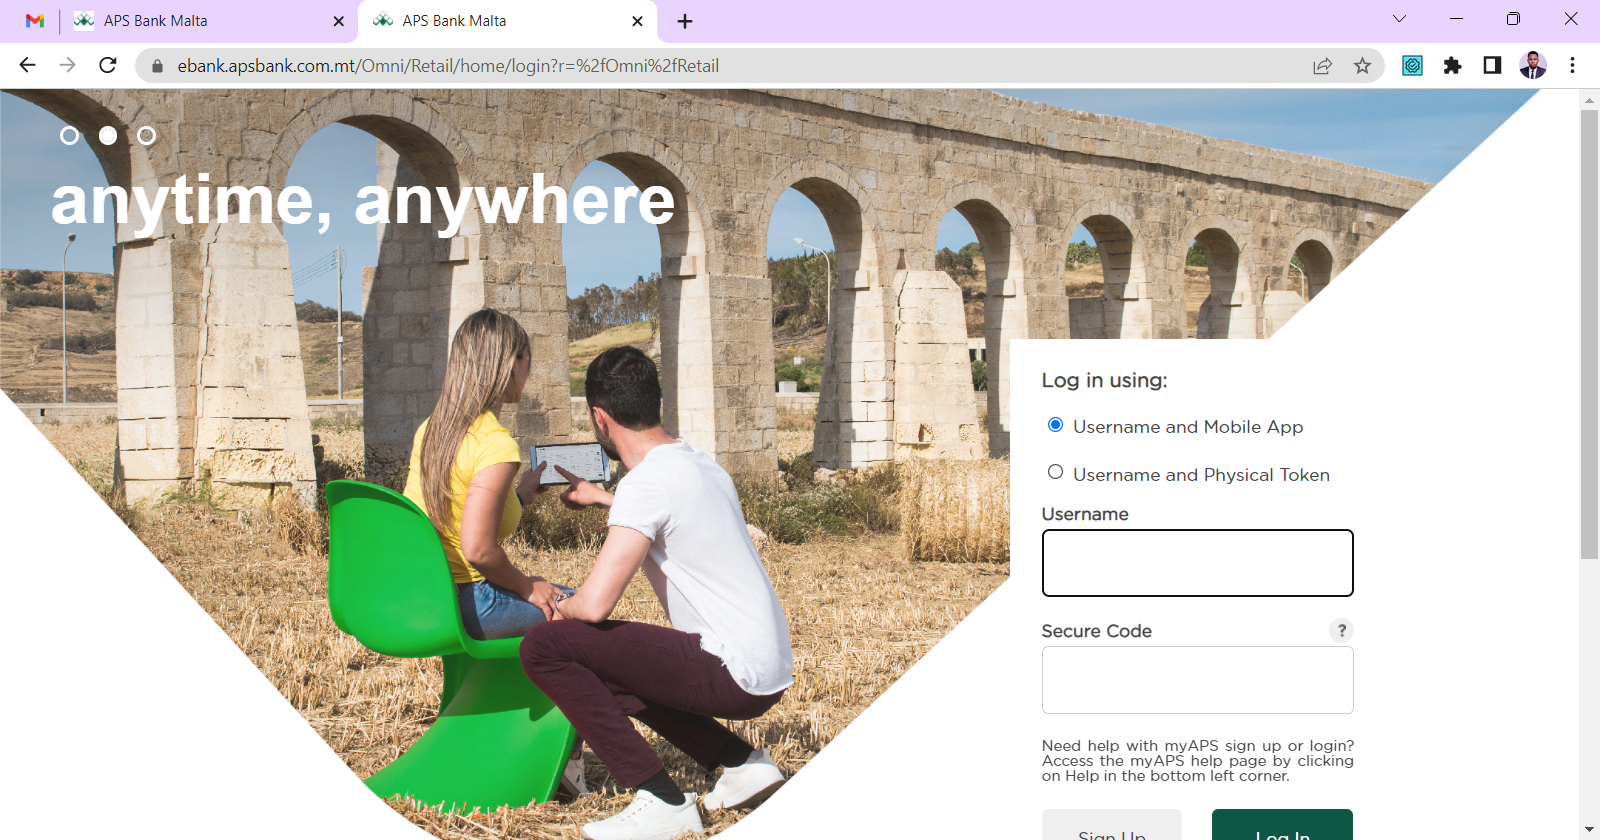 APS Bank Malta
APS Bank Malta
ebank.apsbank.com.mt/Omni/Retail/home/login?r=%2fOmni%2fRetail
anytime, anywhere
Log in using:
Username and Mobile App
Username and Physical Token
Username
Secure Code
?
Need help with myAPS sign up or login?
Access the myAPS help page by clicking
on Help in the bottom left corner.
Sign Up
Log In